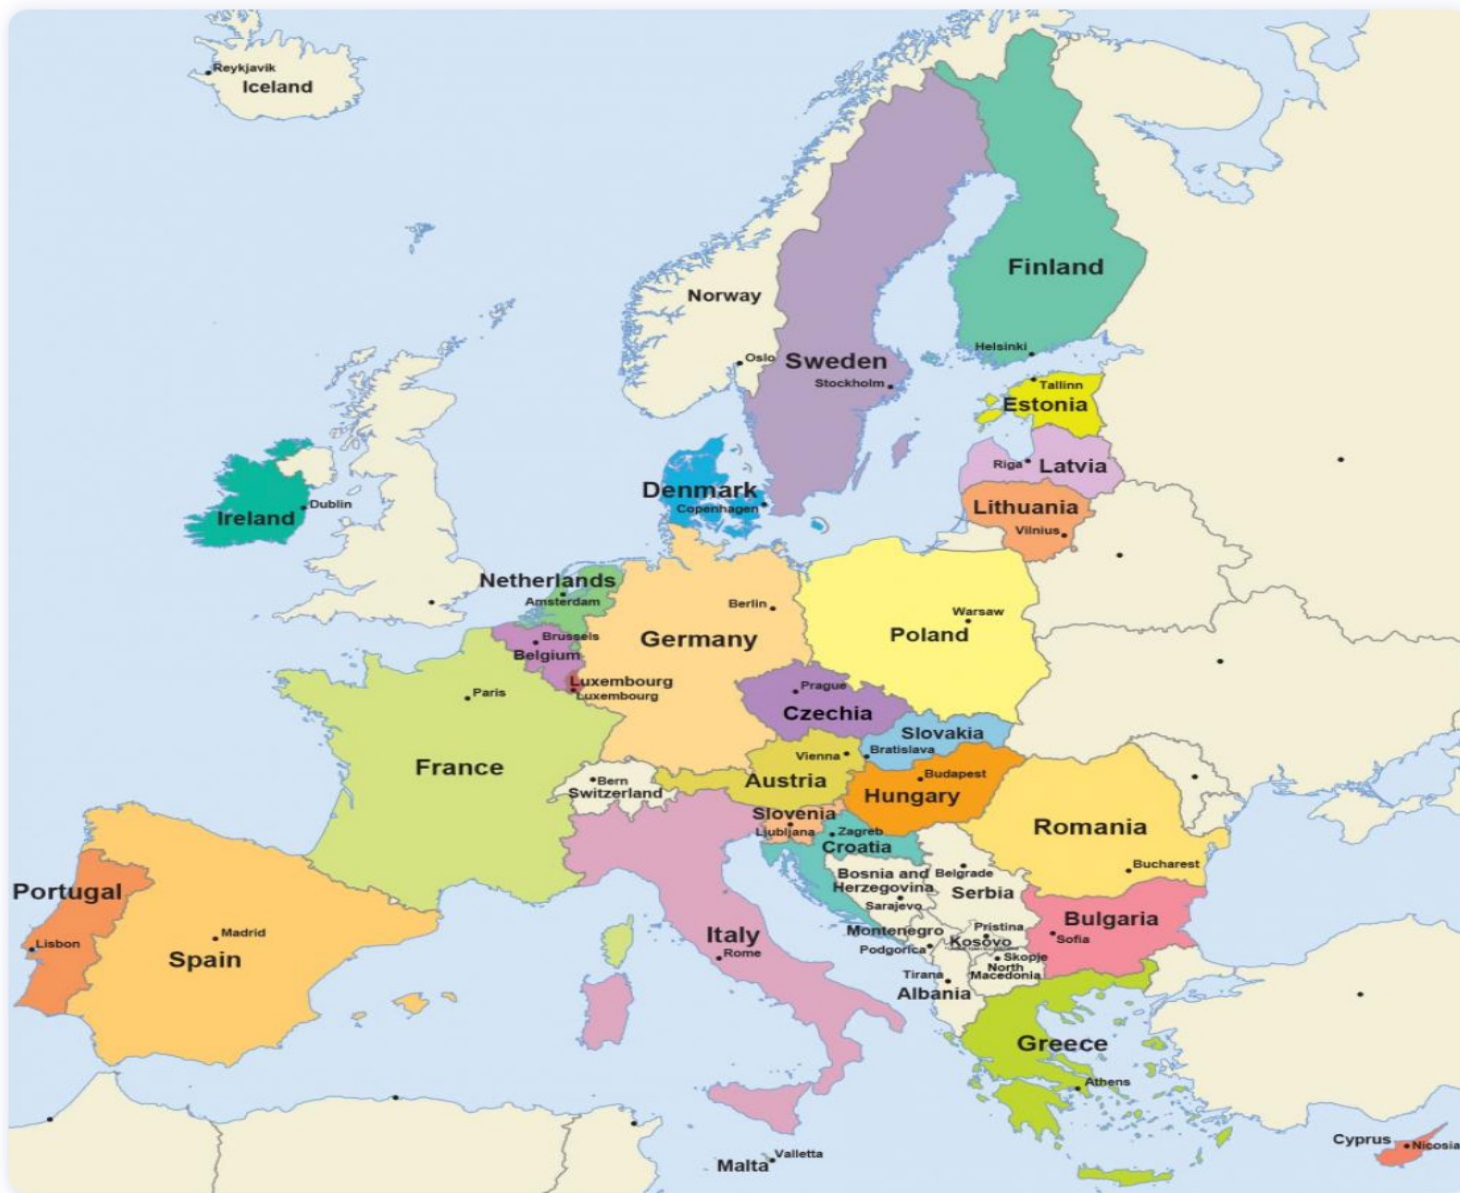 Reykjavik
Iceland
Finland
Norway
Helsinki
Oslo
Sweden
Stockholm
Tallinn
Estonia
Riga
Latvia
Denmark
Copenhagen
Lithuania
Vilnius
Dublin
Ireland
Netherlands
Amsterdam
Berlin
Warsaw
Poland
Germany
Brussels
Belgium
Luxembourg
Luxembourg
Paris
Prague
Czechia
Slovakia
Bratislava
Vienna
France
Bern
Switzerland
Austria
Budapest
Hungary
Slovenia
Ljubljana
Zagreb
Croatia
Romania
Bucharest
Bosnia and
Herzegovina
Sarajevo
Belgrade
Serbia
Portugal
Lisbon
Madrid
Spain
Italy
Rome
Montenegro
Podgorica
Pristina
Kosovo
Bulgaria
Sofia
Skopje
North
Macedonia
Tirana
Albania
Greece
Athens
Malta
Valletta
Cyprus
Nicosia